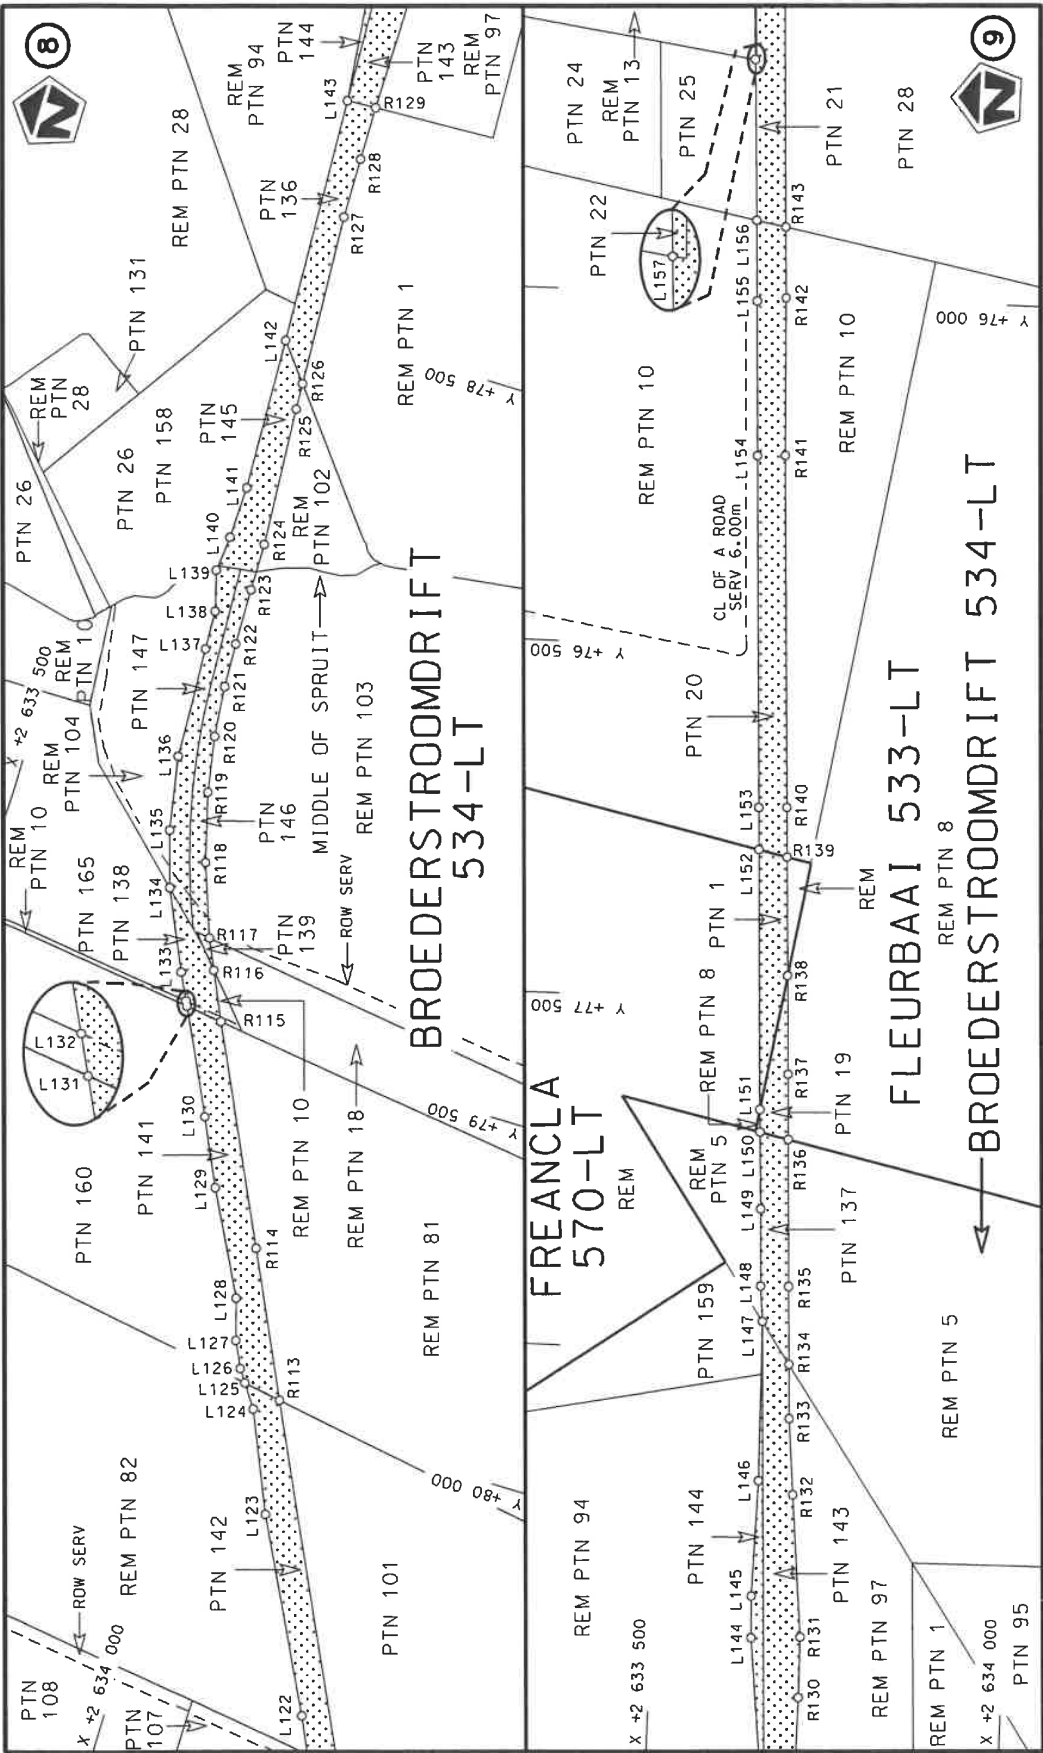 8
N
PTN
108
X +2 634 000
PTN
107
ROW SERV
REM PTN 82
PTN 142
PTN 101
L122
L123
L124
L125
L126
L127
L128
L129
L130
L131
L132
L133
L134
L135
L136
L137
L138
L139
L140
L141
L142
L143
R113
R114
R115
R116
R117
R118
R119
R120
R121
R122
R123
R124
R125
R126
R127
R128
R129
Y +80 000
PTN 160
PTN 141
REM PTN 10
REM PTN 18
REM PTN 81
Y +79 500
REM
PTN 10
PTN 165
PTN 138
PTN
139
ROW SERV
X +2 633 500
REM
PTN 104
REM
PTN 10
PTN 147
PTN
146
MIDDLE OF SPRUIT
REM PTN 103
BROEDERSTROOMDRIFT
534-LT
PTN 26
REM
PTN
28
PTN 131
PTN 26
PTN 158
PTN
145
REM
PTN 102
REM PTN 1
Y +78 500
REM PTN 28
PTN
136
REM
PTN 94
PTN
144
PTN
143
REM
PTN 97
9
N
X +2 633 500
REM PTN 94
PTN 144
PTN 143
REM PTN 97
REM PTN 1
X +2 634 000
PTN 95
REM PTN 5
L144
L145
L146
L147
L148
L149
L150
L151
L152
L153
L154
L155
L156
L157
R130
R131
R132
R133
R134
R135
R136
R137
R138
R139
R140
R141
R142
R143
FREANCLA
570-LT
REM
PTN 159
REM
PTN 5
PTN 137
REM PTN 8
PTN 19
PTN 1
REM
REM PTN 8
Y +77 500
FLEURBAAI 533-LT
BROEDERSTROOMDRIFT 534-LT
PTN 20
Y +76 500
CL OF A ROAD
SERV 6.00m
REM PTN 10
REM PTN 10
Y +76 000
PTN 22
PTN 24
REM
PTN 13
PTN 25
PTN 21
PTN 28